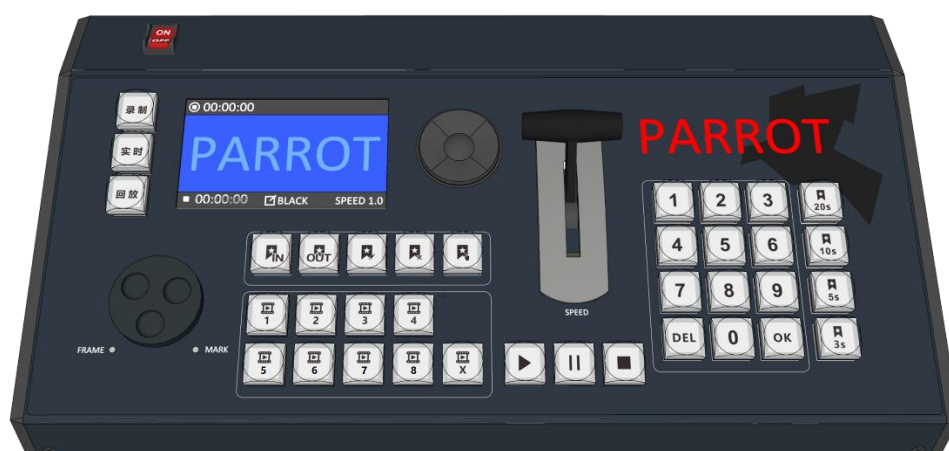 ON
OFF
录制
00:00:00
PARROT
PARROT
实时
回放
00:00:00 BLACK SPEED 1.0
1 2 3 20s
4 5 6 10s
7 8 9 5s
DEL 0 OK 3s
IN OUT
1 2 3 4
5 6 7 8 X
SPEED
FRAME MARK